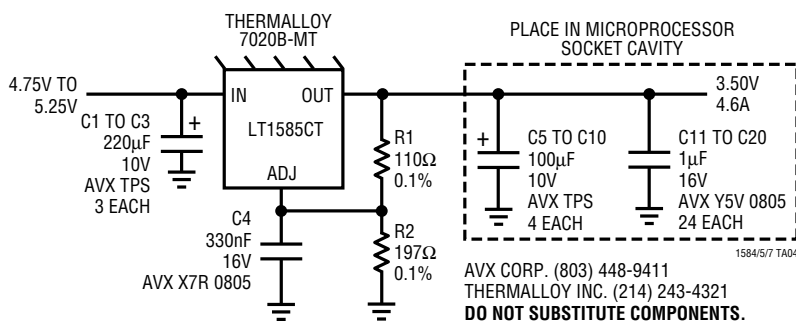 THERMALLOY
7020B-MT
PLACE IN MICROPROCESSOR
SOCKET CAVITY
4.75V TO
5.25V
IN
OUT
LT1585CT
ADJ
3.50V
4.6A
C1 TO C3
220µF
10V
AVX TPS
3 EACH
+
R1
110Ω
0.1%
+
C5 TO C10
100µF
10V
AVX TPS
4 EACH
C11 TO C20
1µF
16V
AVX Y5V 0805
24 EACH
C4
330nF
16V
AVX X7R 0805
R2
197Ω
0.1%
1584/5/7 TA04
AVX CORP. (803) 448-9411
THERMALLOY INC. (214) 243-4321
DO NOT SUBSTITUTE COMPONENTS.